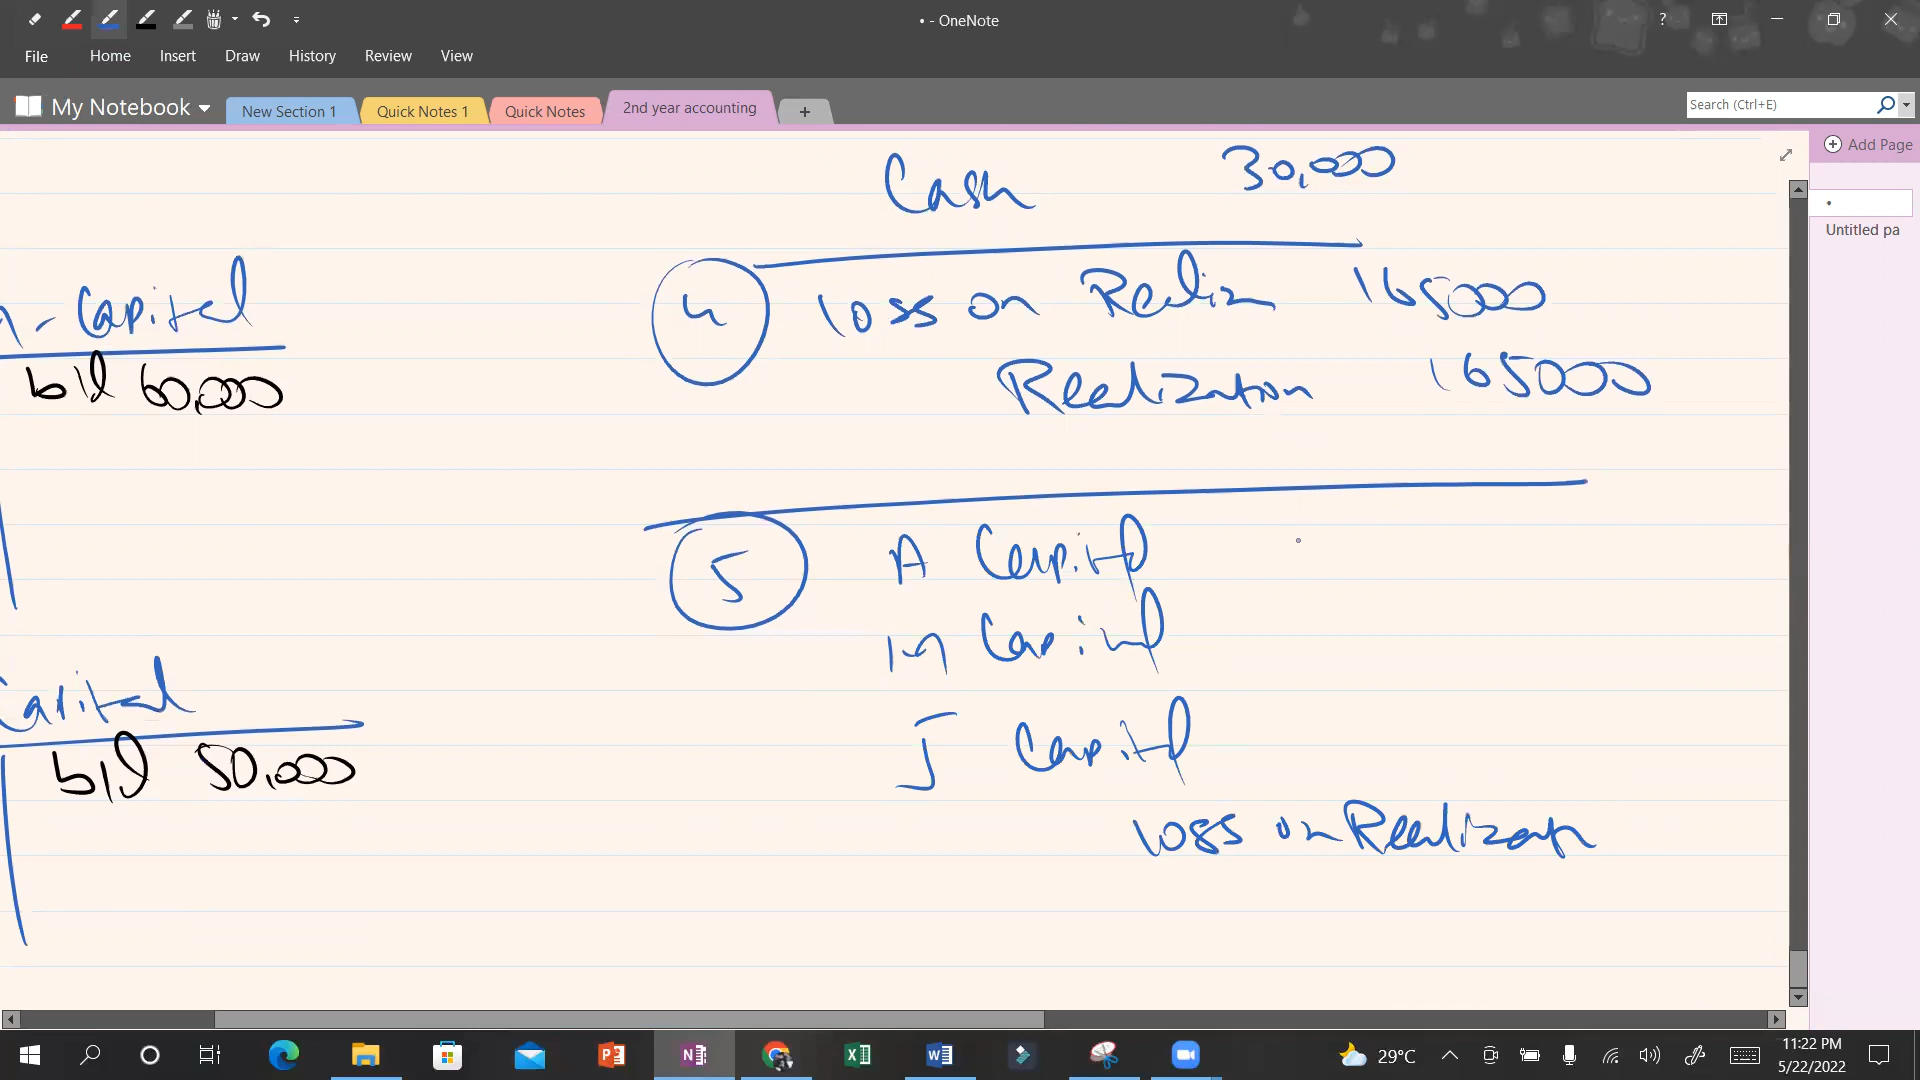 • - OneNote
?
File Home Insert Draw History Review View
My Notebook New Section 1 Quick Notes 1 Quick Notes 2nd year accounting +
Search (Ctrl+E)
Add Page
•
Untitled pa
Cash 30,000
Capital
bld 60,000
4 loss on Realiz 165000
Realization 165000
5 A Capital
M Capital
J Capital
loss on Realization
Capital
bld 50,000
29°C
11:22 PM
5/22/2022